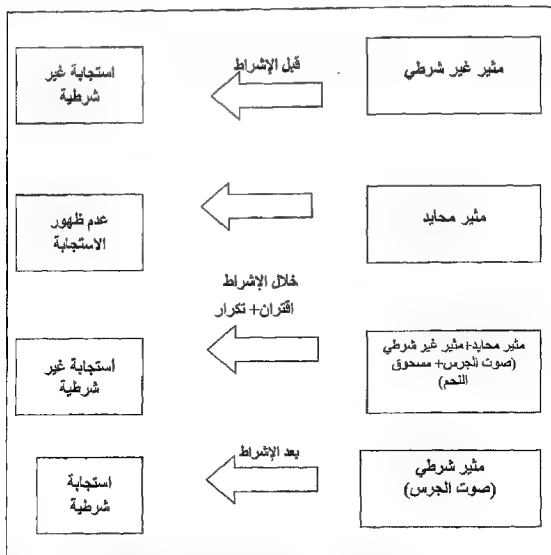 مثير غير شرطي
قبل الإشراط
استجابة غير
شرطية
مثير محايد
عدم ظهور
الاستجابة
خلال الإشراط
اقتران+ تكرار
مثير محايد+ مثير غير شرطي
(صوت الجرس+ مسحوق
اللحم)
استجابة غير
شرطية
مثير شرطي
(صوت الجرس)
بعد الإشراط
استجابة
شرطية